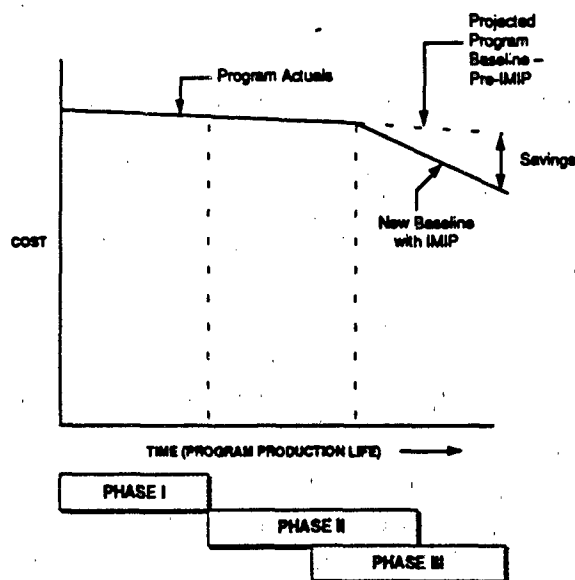 Projected
Program
Baseline –
Pre-IMIP
Program Actuals
Savings
New Baseline
with IMIP
COST
TIME (PROGRAM PRODUCTION LIFE)
PHASE I
PHASE II
PHASE III